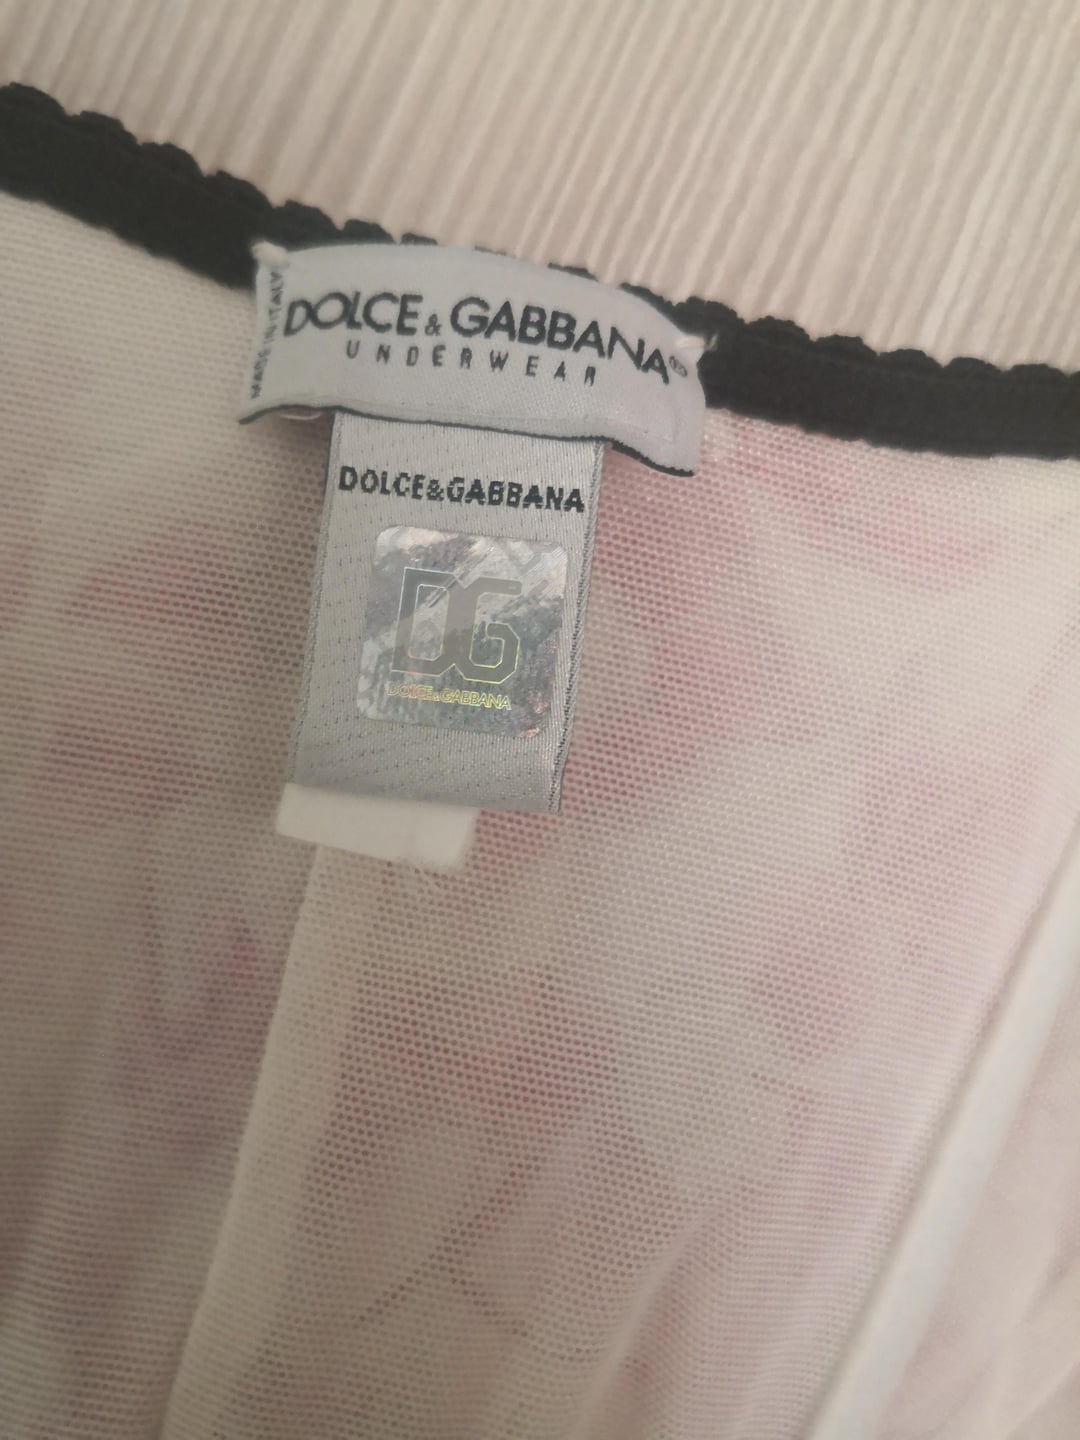 MADE IN ITALY
DOLCE & GABBANA®
UNDERWEAR
DOLCE&GABBANA
DG
DOLCE&GABBANA